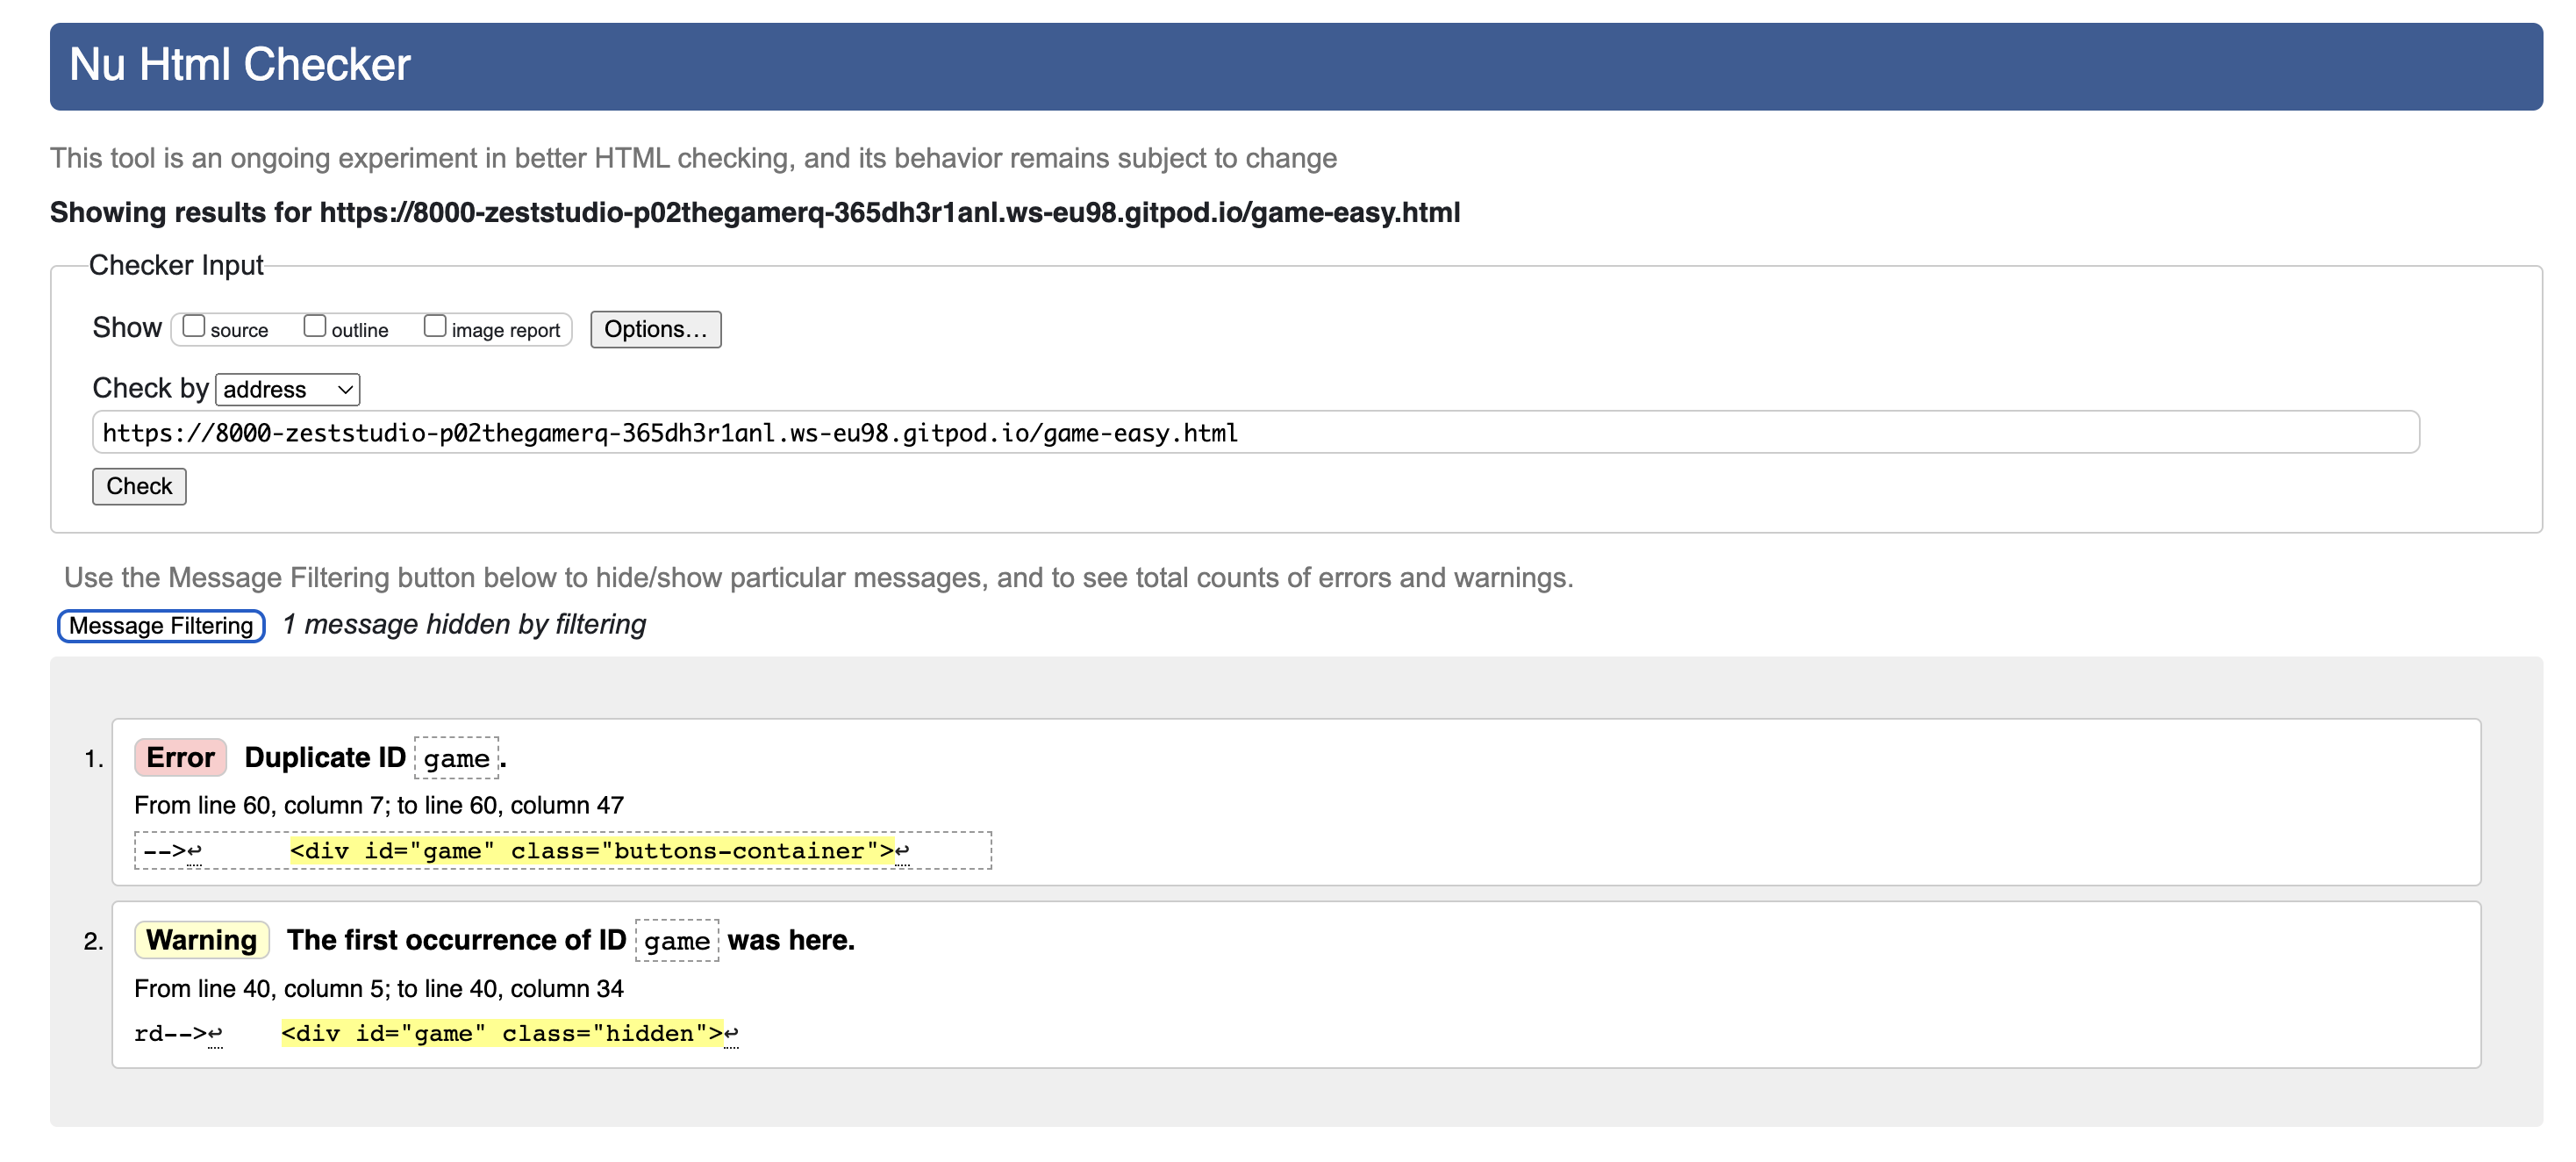 Nu Html Checker
This tool is an ongoing experiment in better HTML checking, and its behavior remains subject to change
Showing results for https://8000-zeststudio-p02thegamerq-365dh3r1anl.ws-eu98.gitpod.io/game-easy.html
Checker Input
Show source outline image report Options...
Check by address
https://8000-zeststudio-p02thegamerq-365dh3r1anl.ws-eu98.gitpod.io/game-easy.html
Check
Use the Message Filtering button below to hide/show particular messages, and to see total counts of errors and warnings.
Message Filtering 1 message hidden by filtering
1. Error Duplicate ID game.
From line 60, column 7; to line 60, column 47
-->↩ <div id="game" class="buttons-container">↩
2. Warning The first occurrence of ID game was here.
From line 40, column 5; to line 40, column 34
rd-->↩ <div id="game" class="hidden">↩